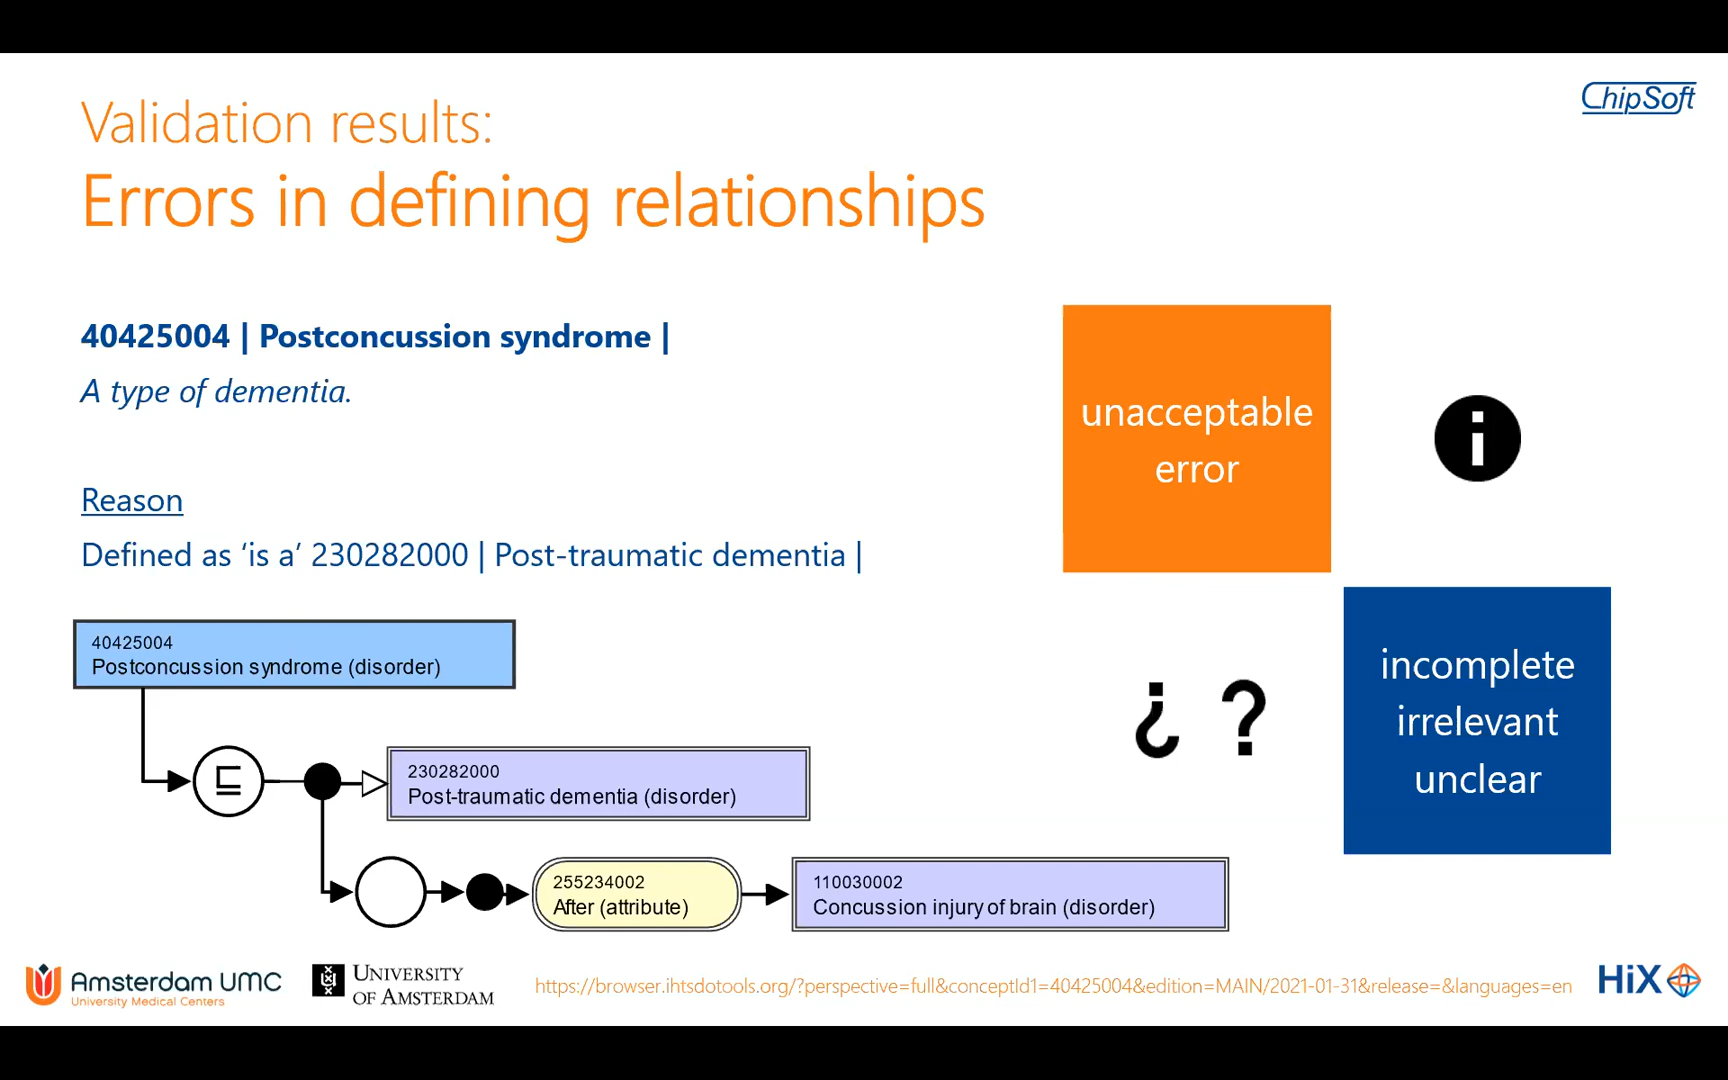 ChipSoft
Validation results:
Errors in defining relationships
40425004 | Postconcussion syndrome |
A type of dementia.
Reason
Defined as ‘is a’ 230282000 | Post-traumatic dementia |
unacceptable
error
i
¿ ?
incomplete
irrelevant
unclear
40425004
Postconcussion syndrome (disorder)
⊑
230282000
Post-traumatic dementia (disorder)
255234002
After (attribute)
110030002
Concussion injury of brain (disorder)
Amsterdam UMC
University Medical Centers
UNIVERSITY
OF AMSTERDAM
https://browser.ihtsdotools.org/?perspective=full&conceptId1=40425004&edition=MAIN/2021-01-31&release=&languages=en
HiX